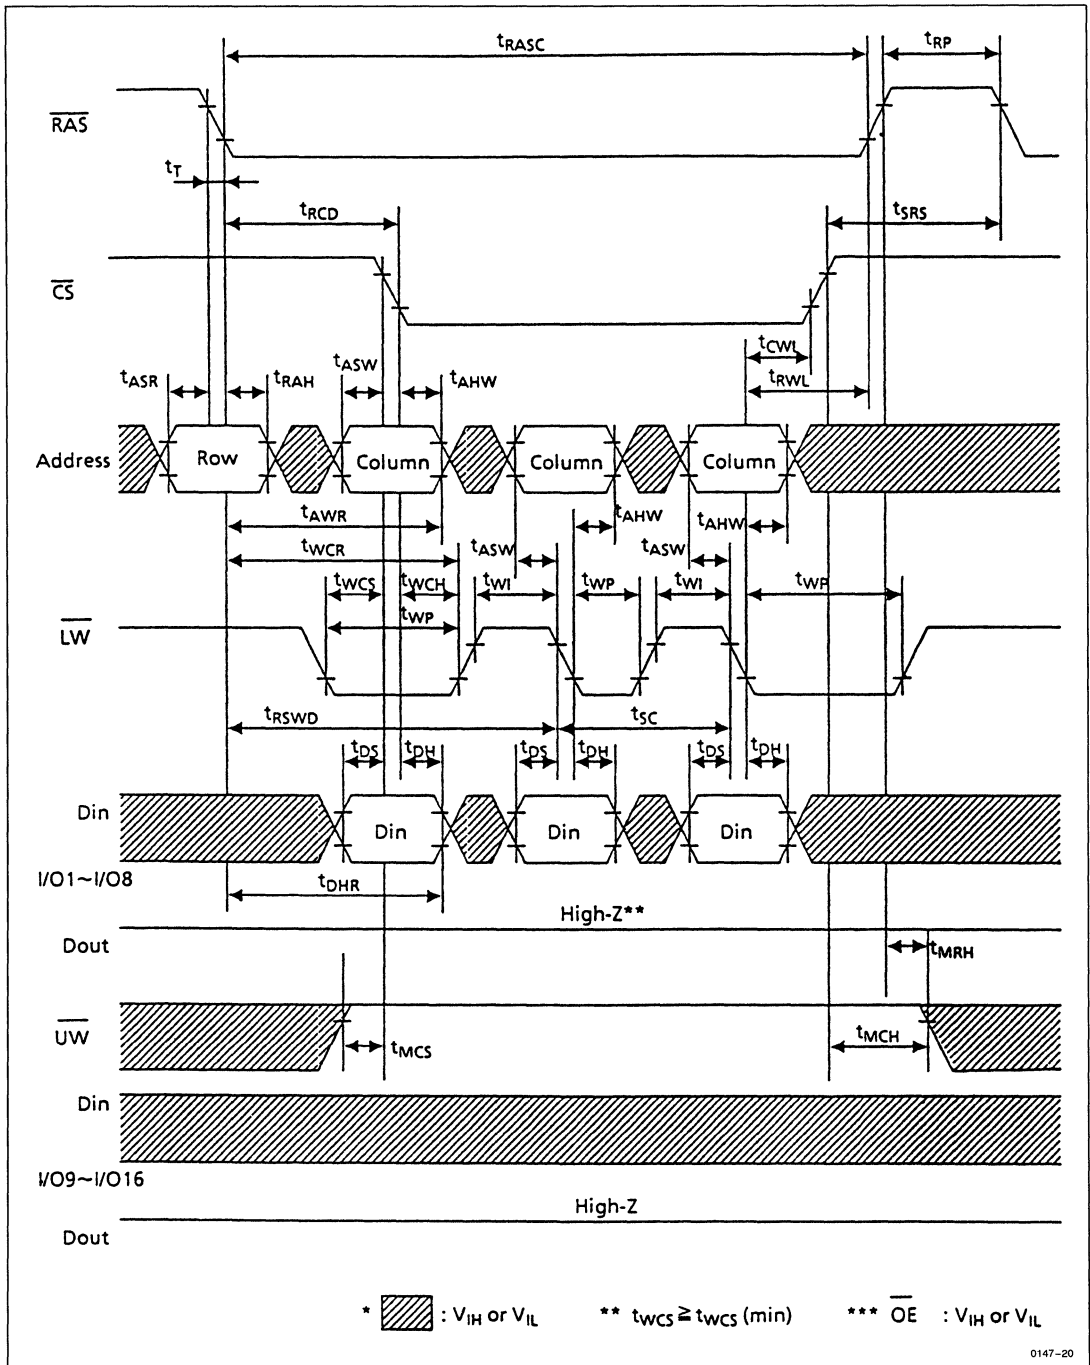 tRASC
tRP
RAS
tT
tRCD
tSRS
CS
tCWL
tASR
tRAH
tASW
tAHW
tRWL
Address
Row
Column
Column
Column
tAWR
tAHW
tAHW
tWCR
tASW
tASW
tWCS
tWCH
tWI
tWP
tWI
tWP
tWP
LW
tRSWD
tSC
tDS
tDH
tDS
tDH
tDS
tDH
Din
Din
Din
Din
I/O1~I/O8
tDHR
High-Z**
Dout
tMRH
UW
tMCS
tMCH
Din
I/O9~I/O16
High-Z
Dout
* : VIH or VIL ** tWCS ≧ tWCS (min) *** OE : VIH or VIL
0147-20